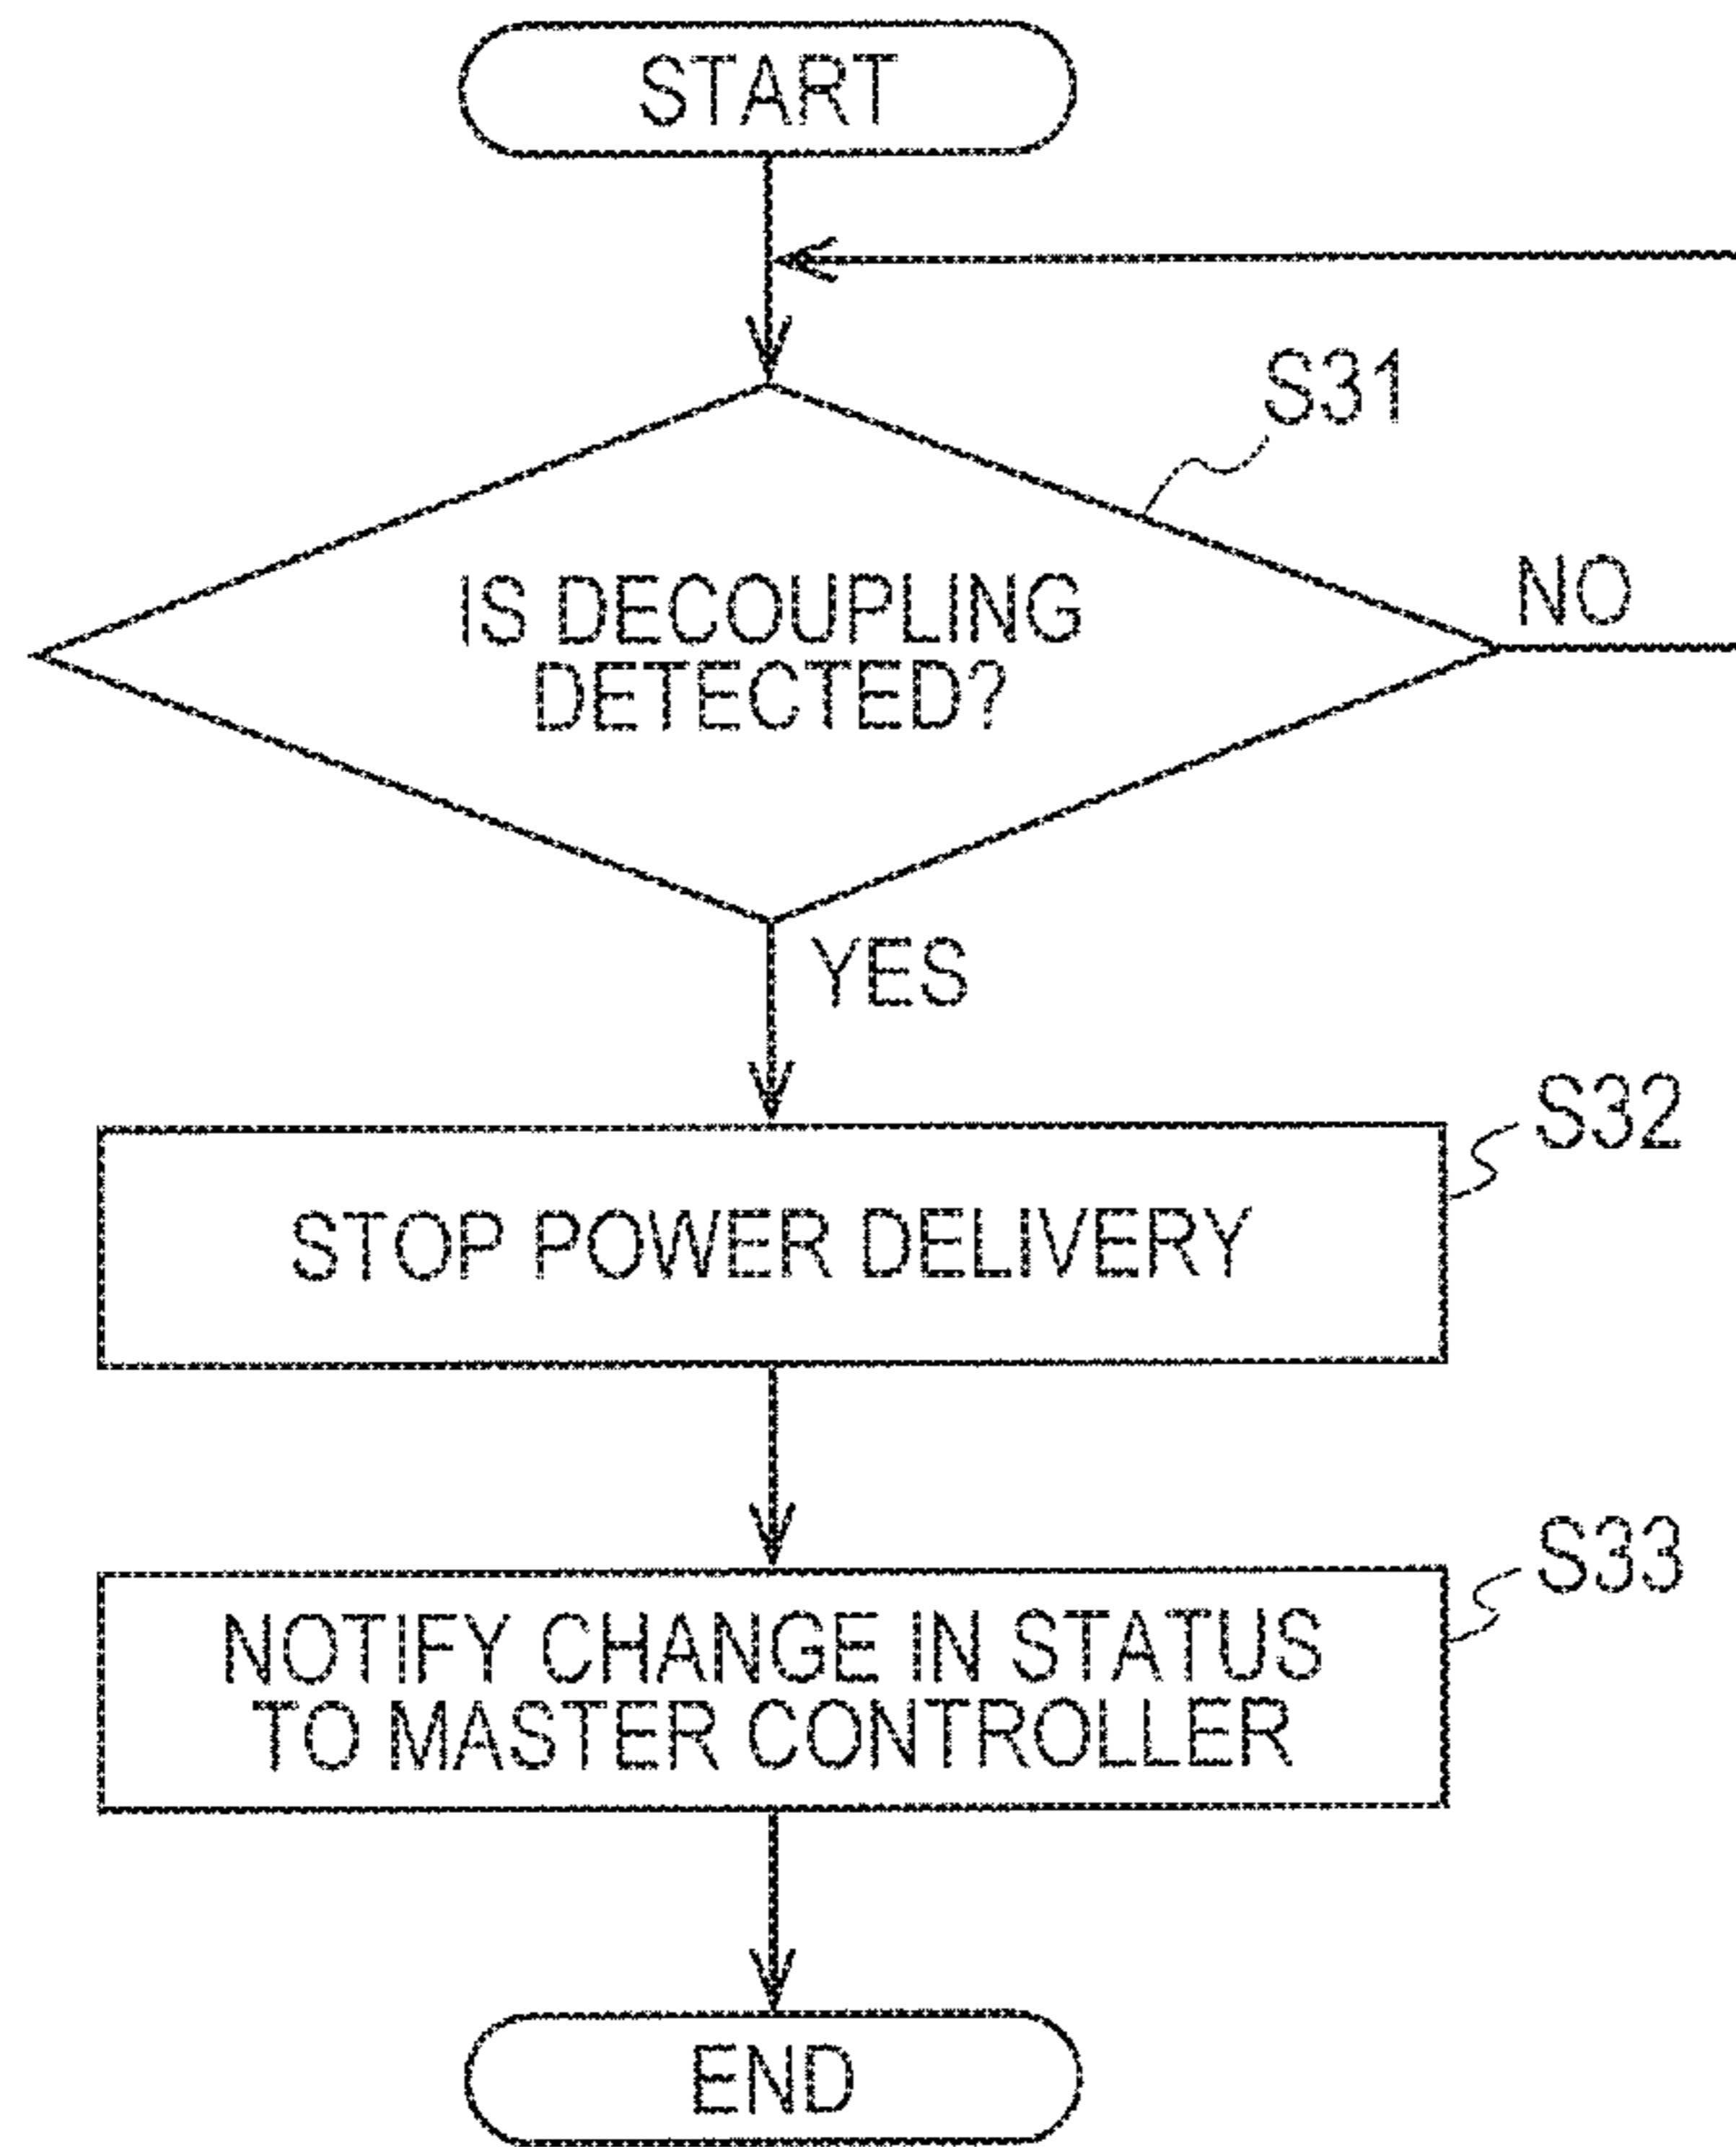 START
S31
IS DECOUPLING
DETECTED?
NO
YES
S32
STOP POWER DELIVERY
S33
NOTIFY CHANGE IN STATUS
TO MASTER CONTROLLER
END